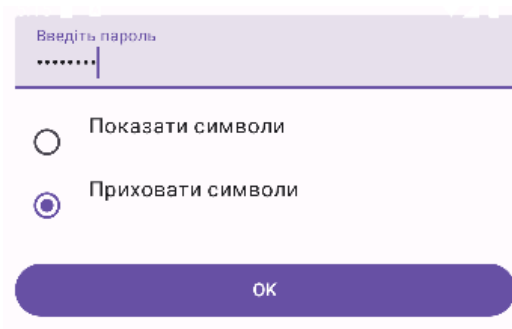 Введіть пароль
••••••••
Показати символи
Приховати символи
OK